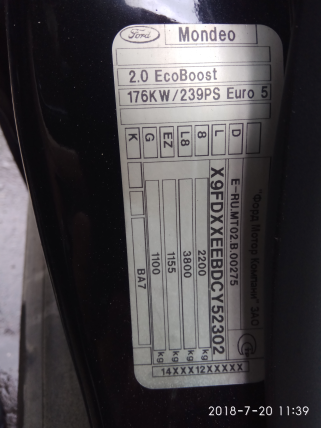 Ford
Mondeo
2.0 EcoBoost
176KW/239PS Euro 5
"Форд Мотор Компани" ЗАО
E-RU.MT02.B.00275
X9FDXXEEBDCY52302
2200 kg
3800 kg
1155 kg
1100 kg
D
L
8
L8
EZ
G
K
BA7
14XXX12XXXXX
2018-7-20 11:39